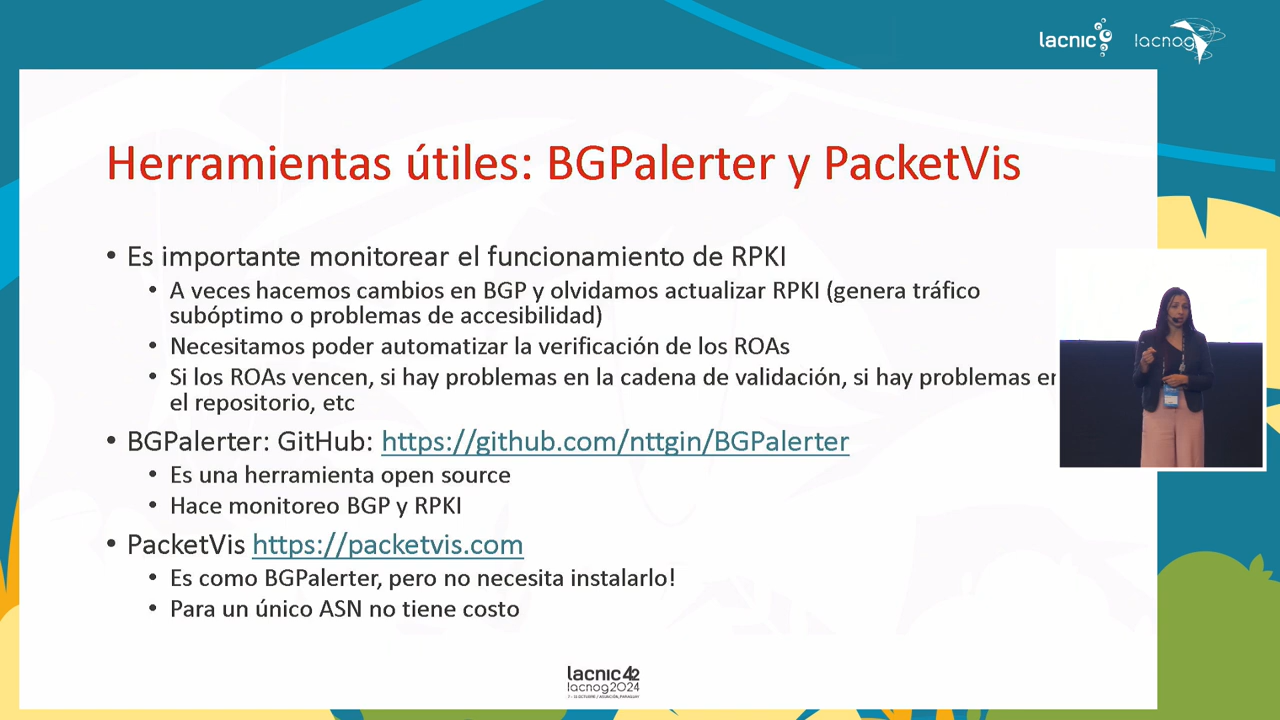 lacnic
lacnog
Herramientas útiles: BGPalerter y PacketVis
• Es importante monitorear el funcionamiento de RPKI
• A veces hacemos cambios en BGP y olvidamos actualizar RPKI (genera tráfico
subóptimo o problemas de accesibilidad)
• Necesitamos poder automatizar la verificación de los ROAs
• Si los ROAs vencen, si hay problemas en la cadena de validación, si hay problemas en
el repositorio, etc
• BGPalerter: GitHub: https://github.com/nttgin/BGPalerter
• Es una herramienta open source
• Hace monitoreo BGP y RPKI
• PacketVis https://packetvis.com
• Es como BGPalerter, pero no necesita instalarlo!
• Para un único ASN no tiene costo
lacnic42
lacnog2024